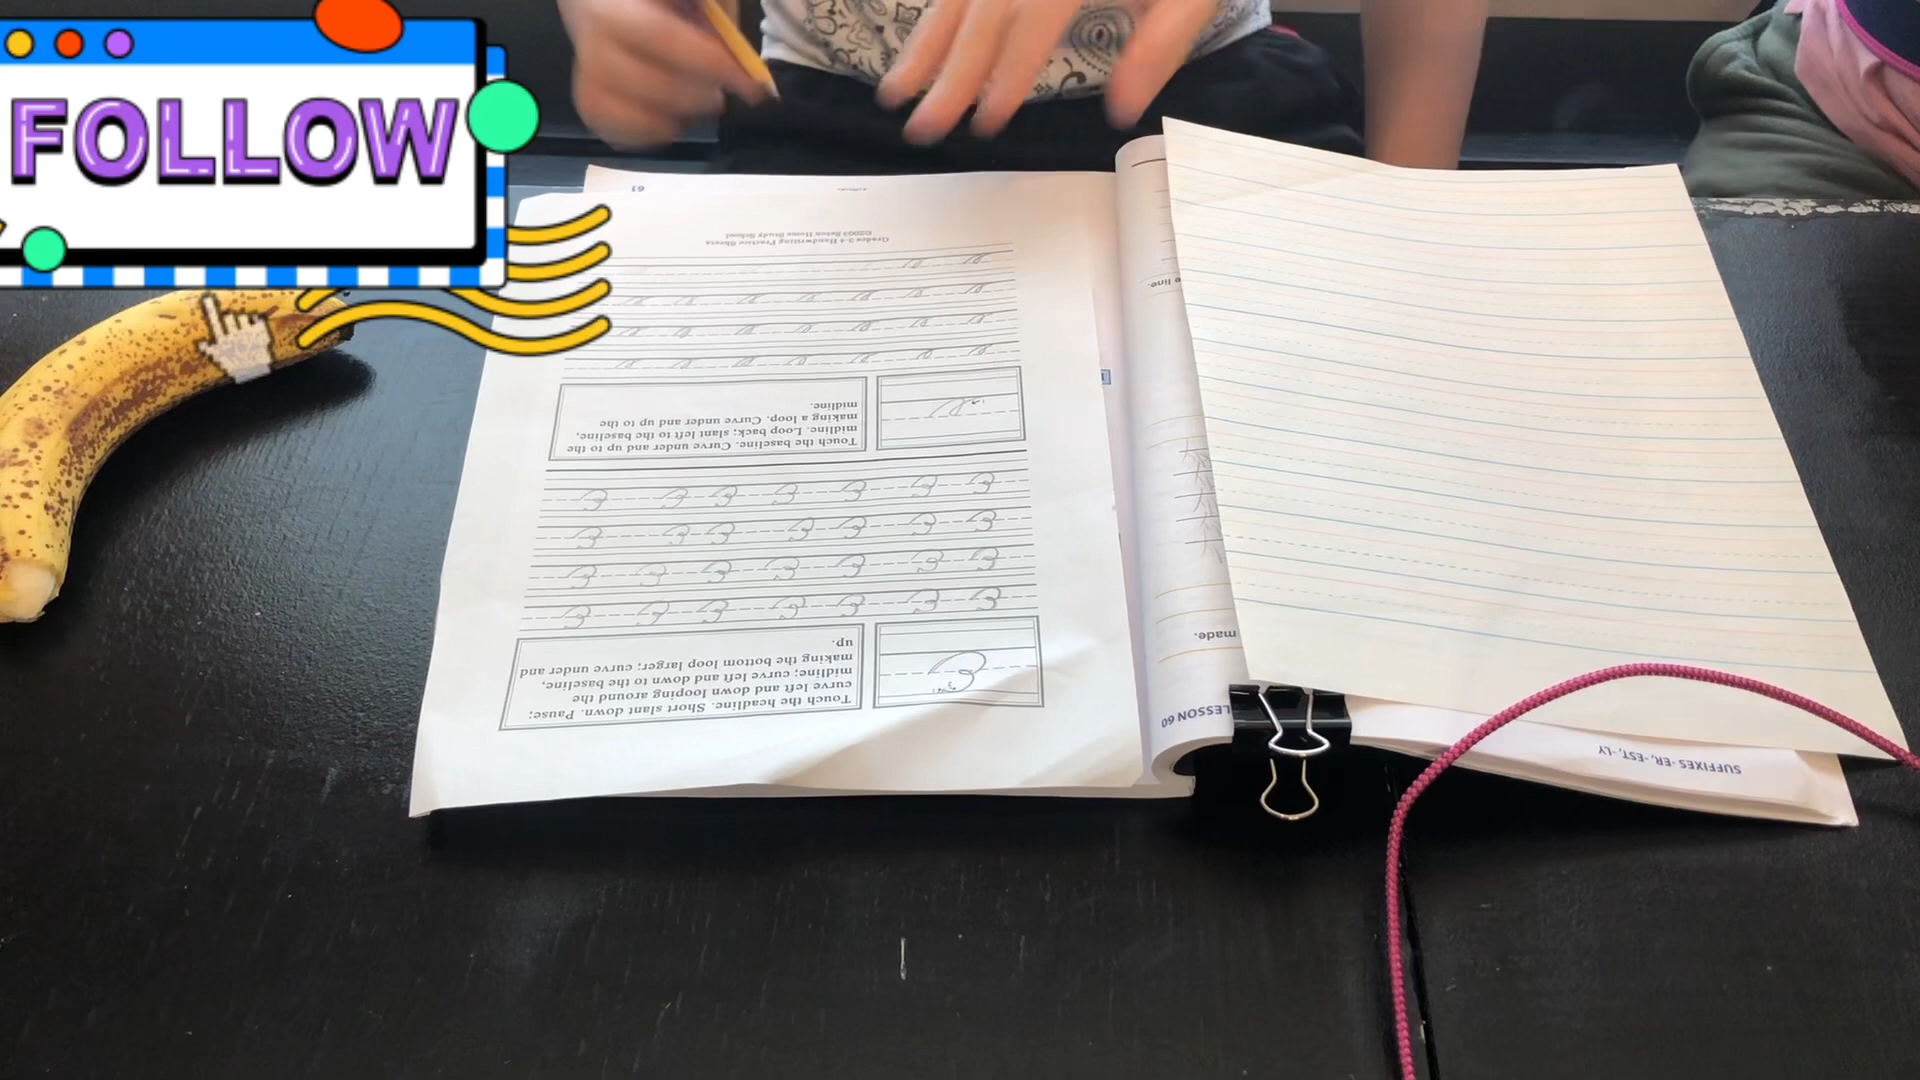 FOLLOW
Touch the headline. Short slant down. Pause;
curve left and down looping around the
midline; curve left and down to the baseline,
making the bottom loop larger; curve under and
up.
E
E E E E E E E
E E E E E E E
E E E E E E E
E E E E E E E
Touch the baseline. Curve under and up to the
midline. Loop back; slant left to the baseline,
making a loop. Curve under and up to the
midline.
e
e e e e e e e
e e e e e e e
e e e e e e e
e e
Grades 3-4 Handwriting Practice Sheets
©2003 Seton Home Study School
61
SUFFIXES -ER, -EST, -LY
LESSON 60
made.
e line.